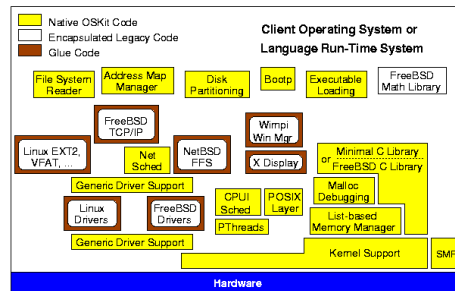 Native OSKit Code
Encapsulated Legacy Code
Glue Code
Client Operating System or
Language Run-Time System
File System
Reader
Address Map
Manager
Disk
Partitioning
Bootp
Executable
Loading
FreeBSD
Math Library
FreeBSD
TCP/IP
Linux EXT2,
VFAT, ...
Net
Sched
NetBSD
FFS
Wimpi
Win Mgr
X Display
or Minimal C Library
FreeBSD C Library
Generic Driver Support
Malloc
Debugging
Linux
Drivers
FreeBSD
Drivers
CPUI
Sched
POSIX
Layer
List-based
Memory Manager
PThreads
Generic Driver Support
Kernel Support
SMP
Hardware